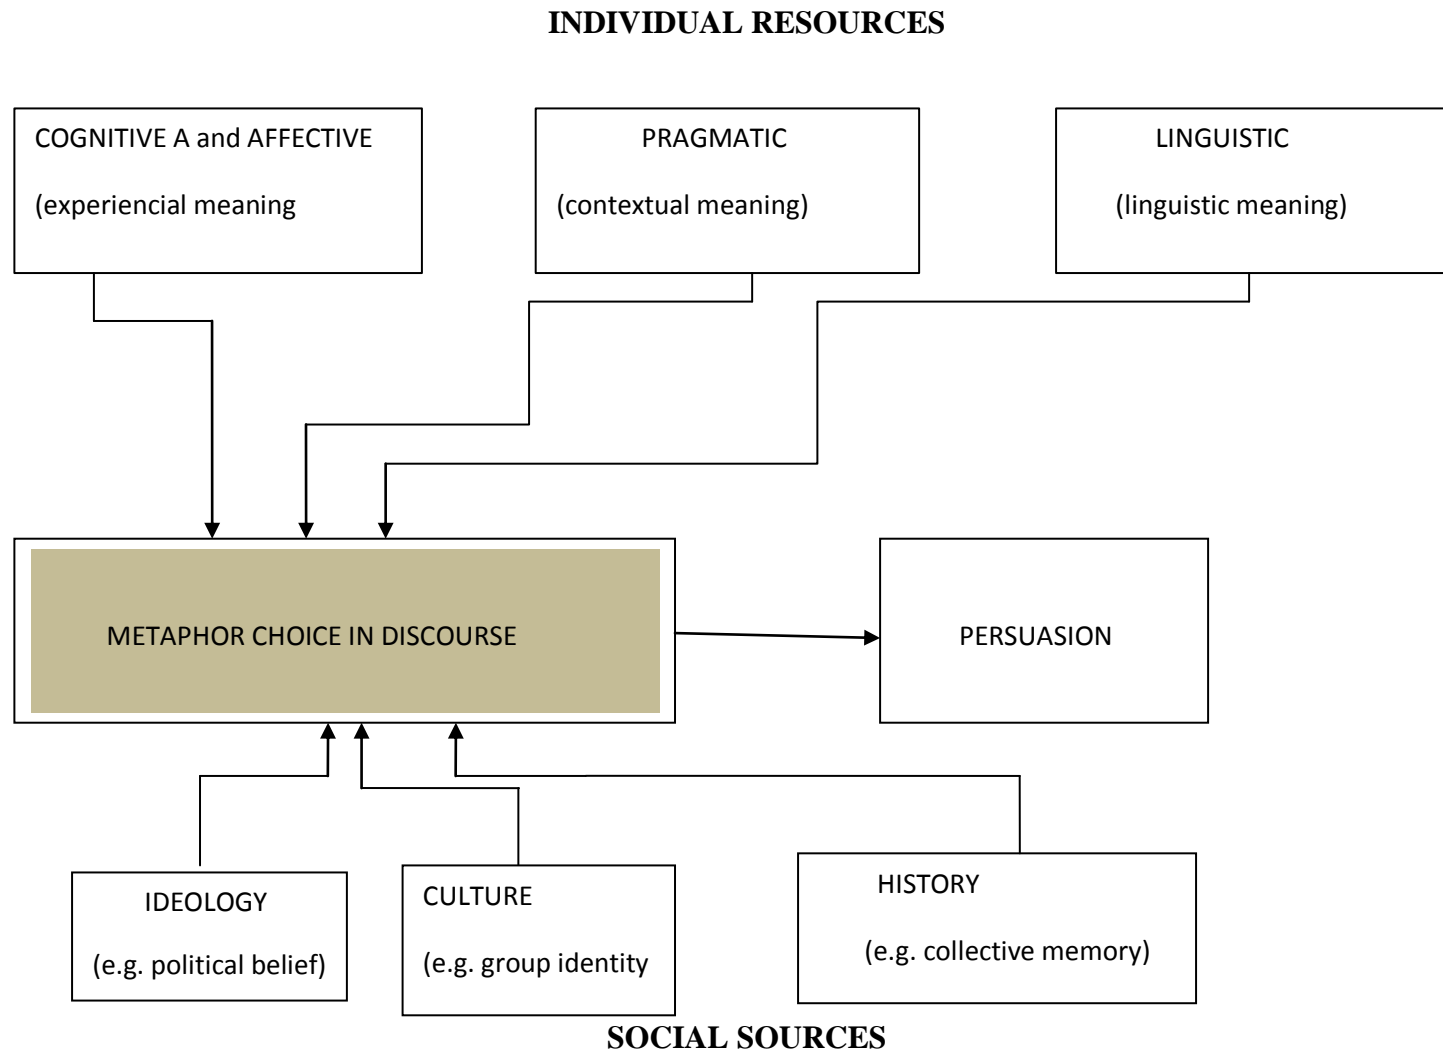 INDIVIDUAL RESOURCES
COGNITIVE A and AFFECTIVE
(experiencial meaning
PRAGMATIC
(contextual meaning)
LINGUISTIC
(linguistic meaning)
METAPHOR CHOICE IN DISCOURSE
PERSUASION
IDEOLOGY
(e.g. political belief)
CULTURE
(e.g. group identity
HISTORY
(e.g. collective memory)
SOCIAL SOURCES